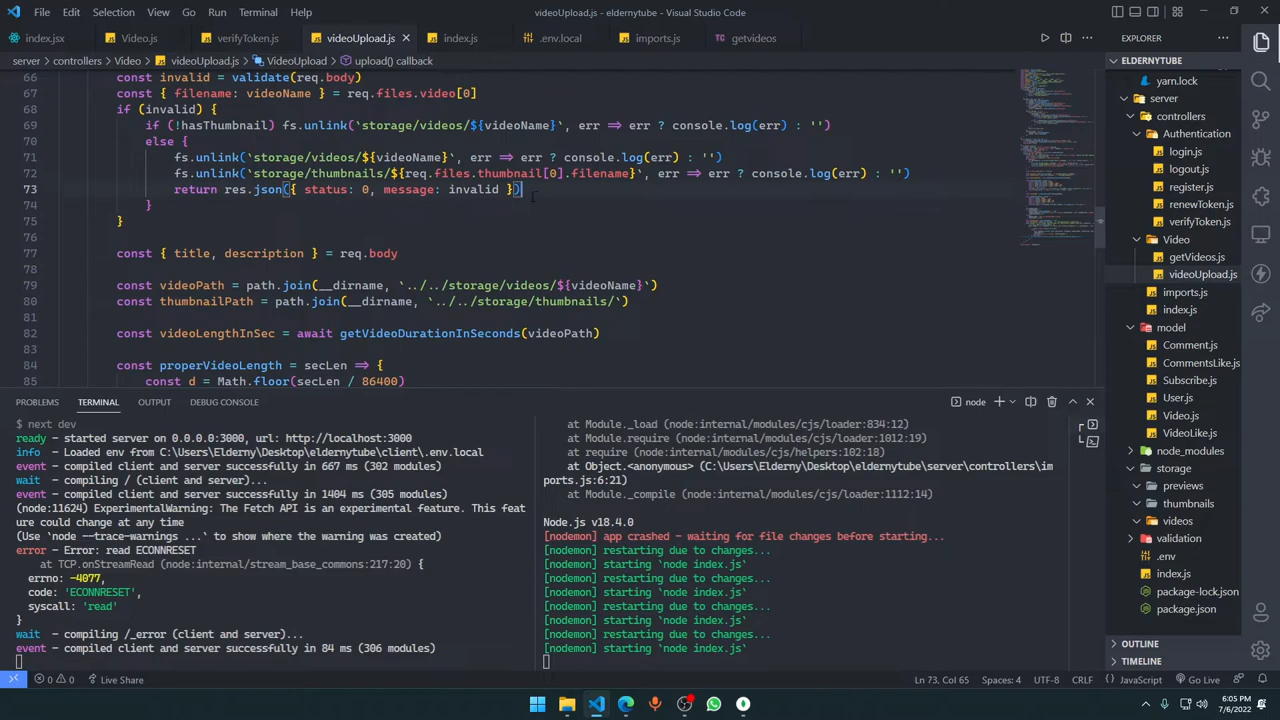 File Edit Selection View Go Run Terminal Help
videoUpload.js - eldernytube - Visual Studio Code
index.jsx Video.js verifyToken.js videoUpload.js index.js .env.local imports.js getvideos
EXPLORER
server > controllers > Video > videoUpload.js > VideoUpload > upload() callback
66 const invalid = validate(req.body)
67 const { filename: videoName } = req.files.video[0]
68 if (invalid) {
69 if (!hasThumbnail) fs.unlink(`storage/videos/${videoName}`, err => err ? console.log(err) : '')
70 else {
71 fs.unlink(`storage/videos/${videoName}`, err => err ? console.log(err) : '')
72 .thumbnail[0].filename}`, err => err ? console.log(err) : '')
73 return res.json({ status: 0, message: invalid })
74 }
75 }
76
77 const { title, description } = req.body
78
79 const videoPath = path.join(__dirname, `../../storage/videos/${videoName}`)
80 const thumbnailPath = path.join(__dirname, `../../storage/thumbnails/`)
81
82 const videoLengthInSec = await getVideoDurationInSeconds(videoPath)
83
84 const properVideoLength = secLen => {
85 const d = Math.floor(secLen / 86400)
PROBLEMS TERMINAL OUTPUT DEBUG CONSOLE
node
$ next dev
ready - started server on 0.0.0.0:3000, url: http://localhost:3000
info - Loaded env from C:\Users\Elderny\Desktop\eldernytube\client\.env.local
event - compiled client and server successfully in 667 ms (302 modules)
wait - compiling / (client and server)...
event - compiled client and server successfully in 1404 ms (305 modules)
(node:11624) ExperimentalWarning: The Fetch API is an experimental feature. This feat
ure could change at any time
(Use `node --trace-warnings ...` to show where the warning was created)
error - Error: read ECONNRESET
at TCP.onStreamRead (node:internal/stream_base_commons:217:20) {
errno: -4077,
code: 'ECONNRESET',
syscall: 'read'
}
wait - compiling /_error (client and server)...
event - compiled client and server successfully in 84 ms (306 modules)
at Module._load (node:internal/modules/cjs/loader:834:12)
at Module.require (node:internal/modules/cjs/loader:1012:19)
at require (node:internal/modules/cjs/helpers:102:18)
at Object.<anonymous> (C:\Users\Elderny\Desktop\eldernytube\server\controllers\im
ports.js:6:21)
at Module._compile (node:internal/modules/cjs/loader:1112:14)
Node.js v18.4.0
[nodemon] app crashed - waiting for file changes before starting...
[nodemon] restarting due to changes...
[nodemon] starting `node index.js`
[nodemon] restarting due to changes...
[nodemon] starting `node index.js`
[nodemon] restarting due to changes...
[nodemon] starting `node index.js`
[nodemon] restarting due to changes...
[nodemon] starting `node index.js`
ELDERNYTUBE
yarn.lock
server
controllers
Authentication
login.js
logout.js
register.js
renewToken.js
verifyToken.js
Video
getVideos.js
videoUpload.js
imports.js
index.js
model
Comment.js
CommentsLike.js
Subscribe.js
User.js
Video.js
VideoLike.js
node_modules
storage
previews
thumbnails
videos
validation
.env
index.js
package-lock.json
package.json
OUTLINE
TIMELINE
0 0 Live Share
Ln 73, Col 65 Spaces: 4 UTF-8 CRLF JavaScript Go Live
6:05 PM
7/6/2022